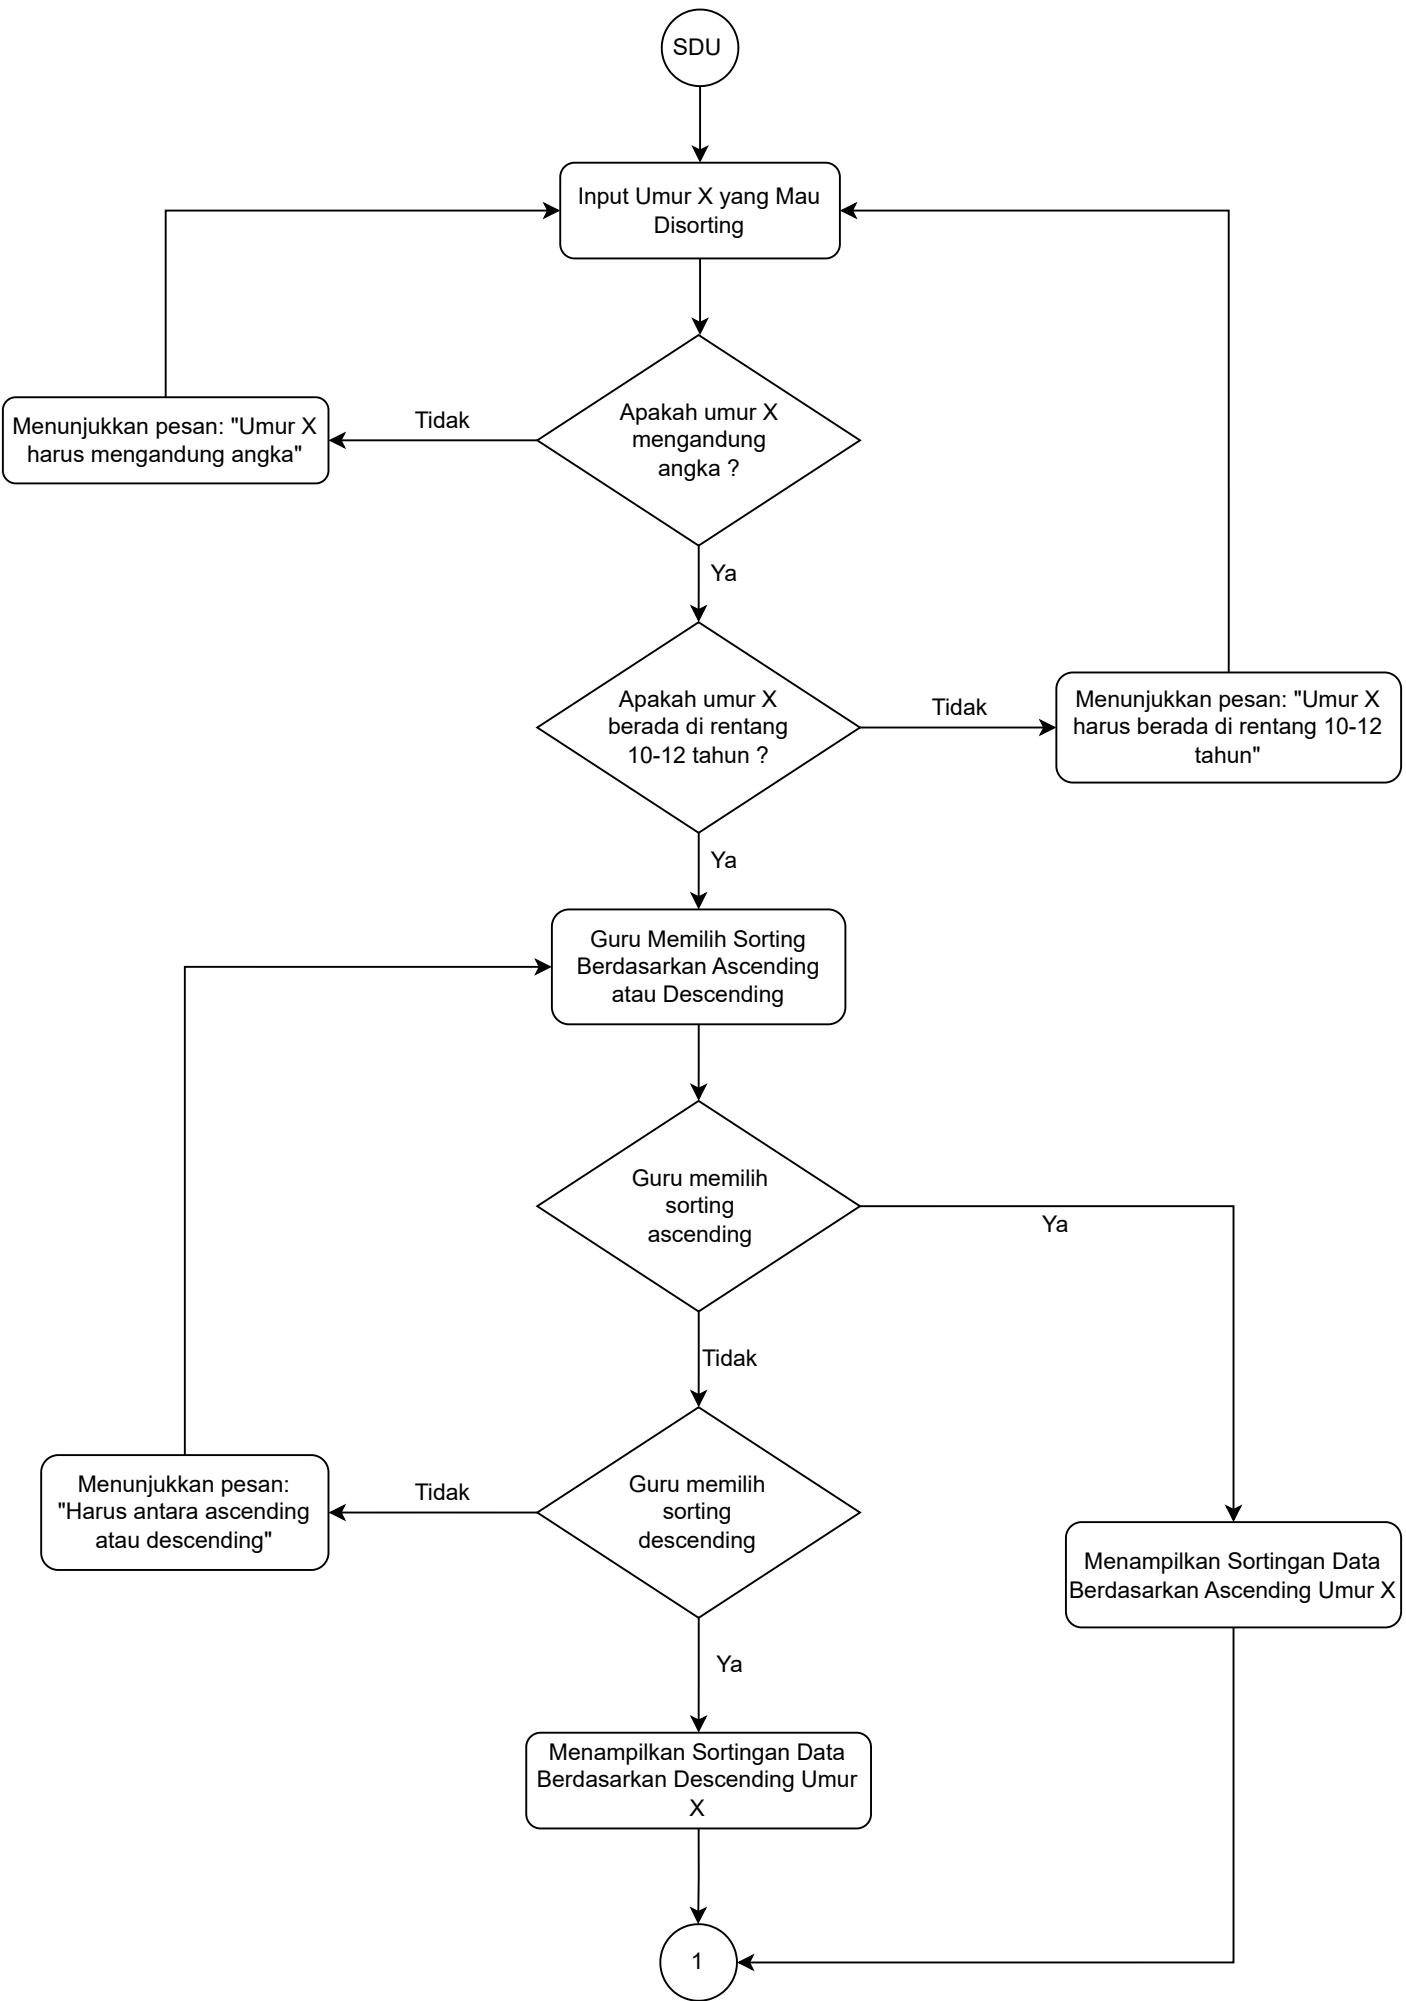 SDU
Input Umur X yang Mau
Disorting
Apakah umur X
mengandung
angka ?
Tidak
Menunjukkan pesan: "Umur X
harus mengandung angka"
Ya
Apakah umur X
berada di rentang
10-12 tahun ?
Tidak
Menunjukkan pesan: "Umur X
harus berada di rentang 10-12
tahun"
Ya
Guru Memilih Sorting
Berdasarkan Ascending
atau Descending
Guru memilih
sorting
ascending
Ya
Tidak
Guru memilih
sorting
descending
Tidak
Menunjukkan pesan:
"Harus antara ascending
atau descending"
Menampilkan Sortingan Data
Berdasarkan Ascending Umur X
Ya
Menampilkan Sortingan Data
Berdasarkan Descending Umur
X
1